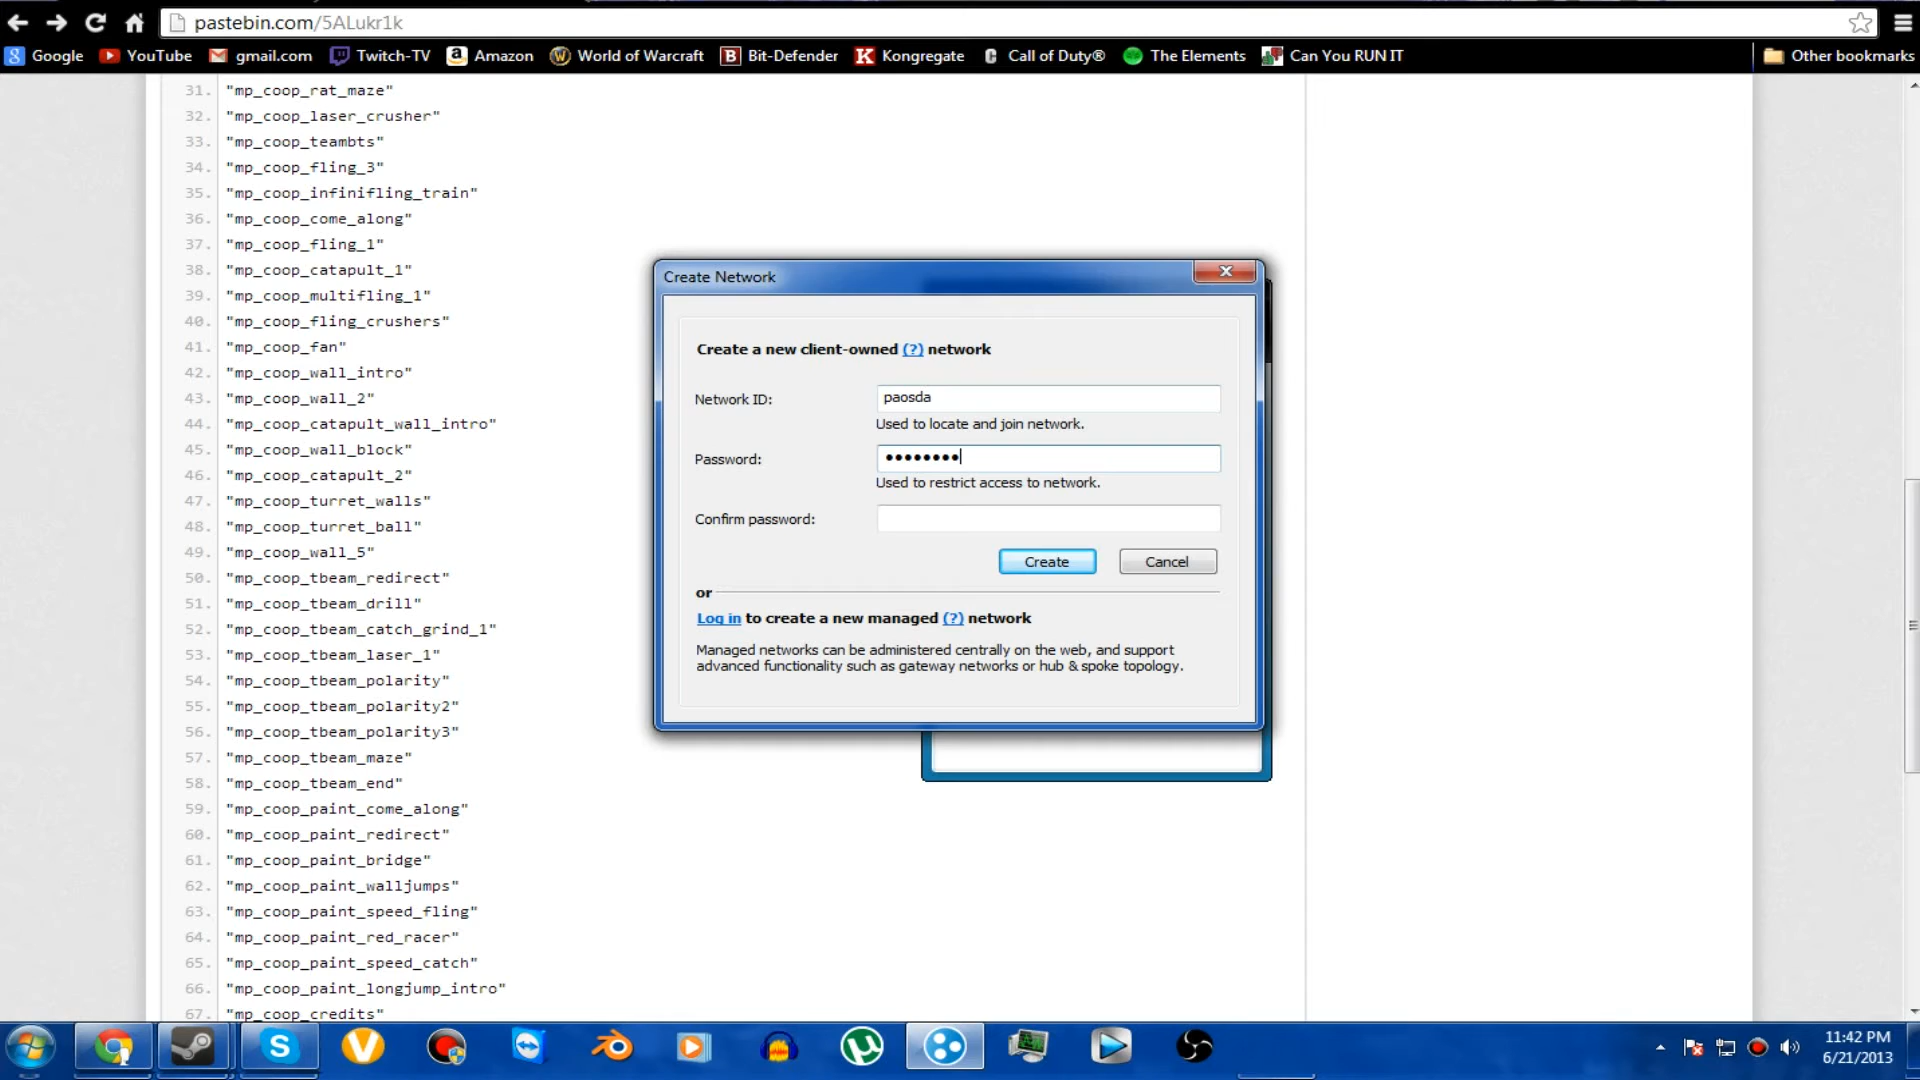 pastebin.com/5ALukr1k
Google YouTube gmail.com Twitch-TV Amazon World of Warcraft Bit-Defender Kongregate Call of Duty® The Elements Can You RUN IT Other bookmarks
31. "mp_coop_rat_maze"
32. "mp_coop_laser_crusher"
33. "mp_coop_teambts"
34. "mp_coop_fling_3"
35. "mp_coop_infinifling_train"
36. "mp_coop_come_along"
37. "mp_coop_fling_1"
38. "mp_coop_catapult_1"
39. "mp_coop_multifling_1"
40. "mp_coop_fling_crushers"
41. "mp_coop_fan"
42. "mp_coop_wall_intro"
43. "mp_coop_wall_2"
44. "mp_coop_catapult_wall_intro"
45. "mp_coop_wall_block"
46. "mp_coop_catapult_2"
47. "mp_coop_turret_walls"
48. "mp_coop_turret_ball"
49. "mp_coop_wall_5"
50. "mp_coop_tbeam_redirect"
51. "mp_coop_tbeam_drill"
52. "mp_coop_tbeam_catch_grind_1"
53. "mp_coop_tbeam_laser_1"
54. "mp_coop_tbeam_polarity"
55. "mp_coop_tbeam_polarity2"
56. "mp_coop_tbeam_polarity3"
57. "mp_coop_tbeam_maze"
58. "mp_coop_tbeam_end"
59. "mp_coop_paint_come_along"
60. "mp_coop_paint_redirect"
61. "mp_coop_paint_bridge"
62. "mp_coop_paint_walljumps"
63. "mp_coop_paint_speed_fling"
64. "mp_coop_paint_red_racer"
65. "mp_coop_paint_speed_catch"
66. "mp_coop_paint_longjump_intro"
67. "mp_credits"
Create Network
Create a new client-owned (?) network
Network ID: paosda
Used to locate and join network.
Password: ••••••••
Used to restrict access to network.
Confirm password:
Create Cancel
or
Log in to create a new managed (?) network
Managed networks can be administered centrally on the web, and support
advanced functionality such as gateway networks or hub & spoke topology.
11:42 PM
6/21/2013